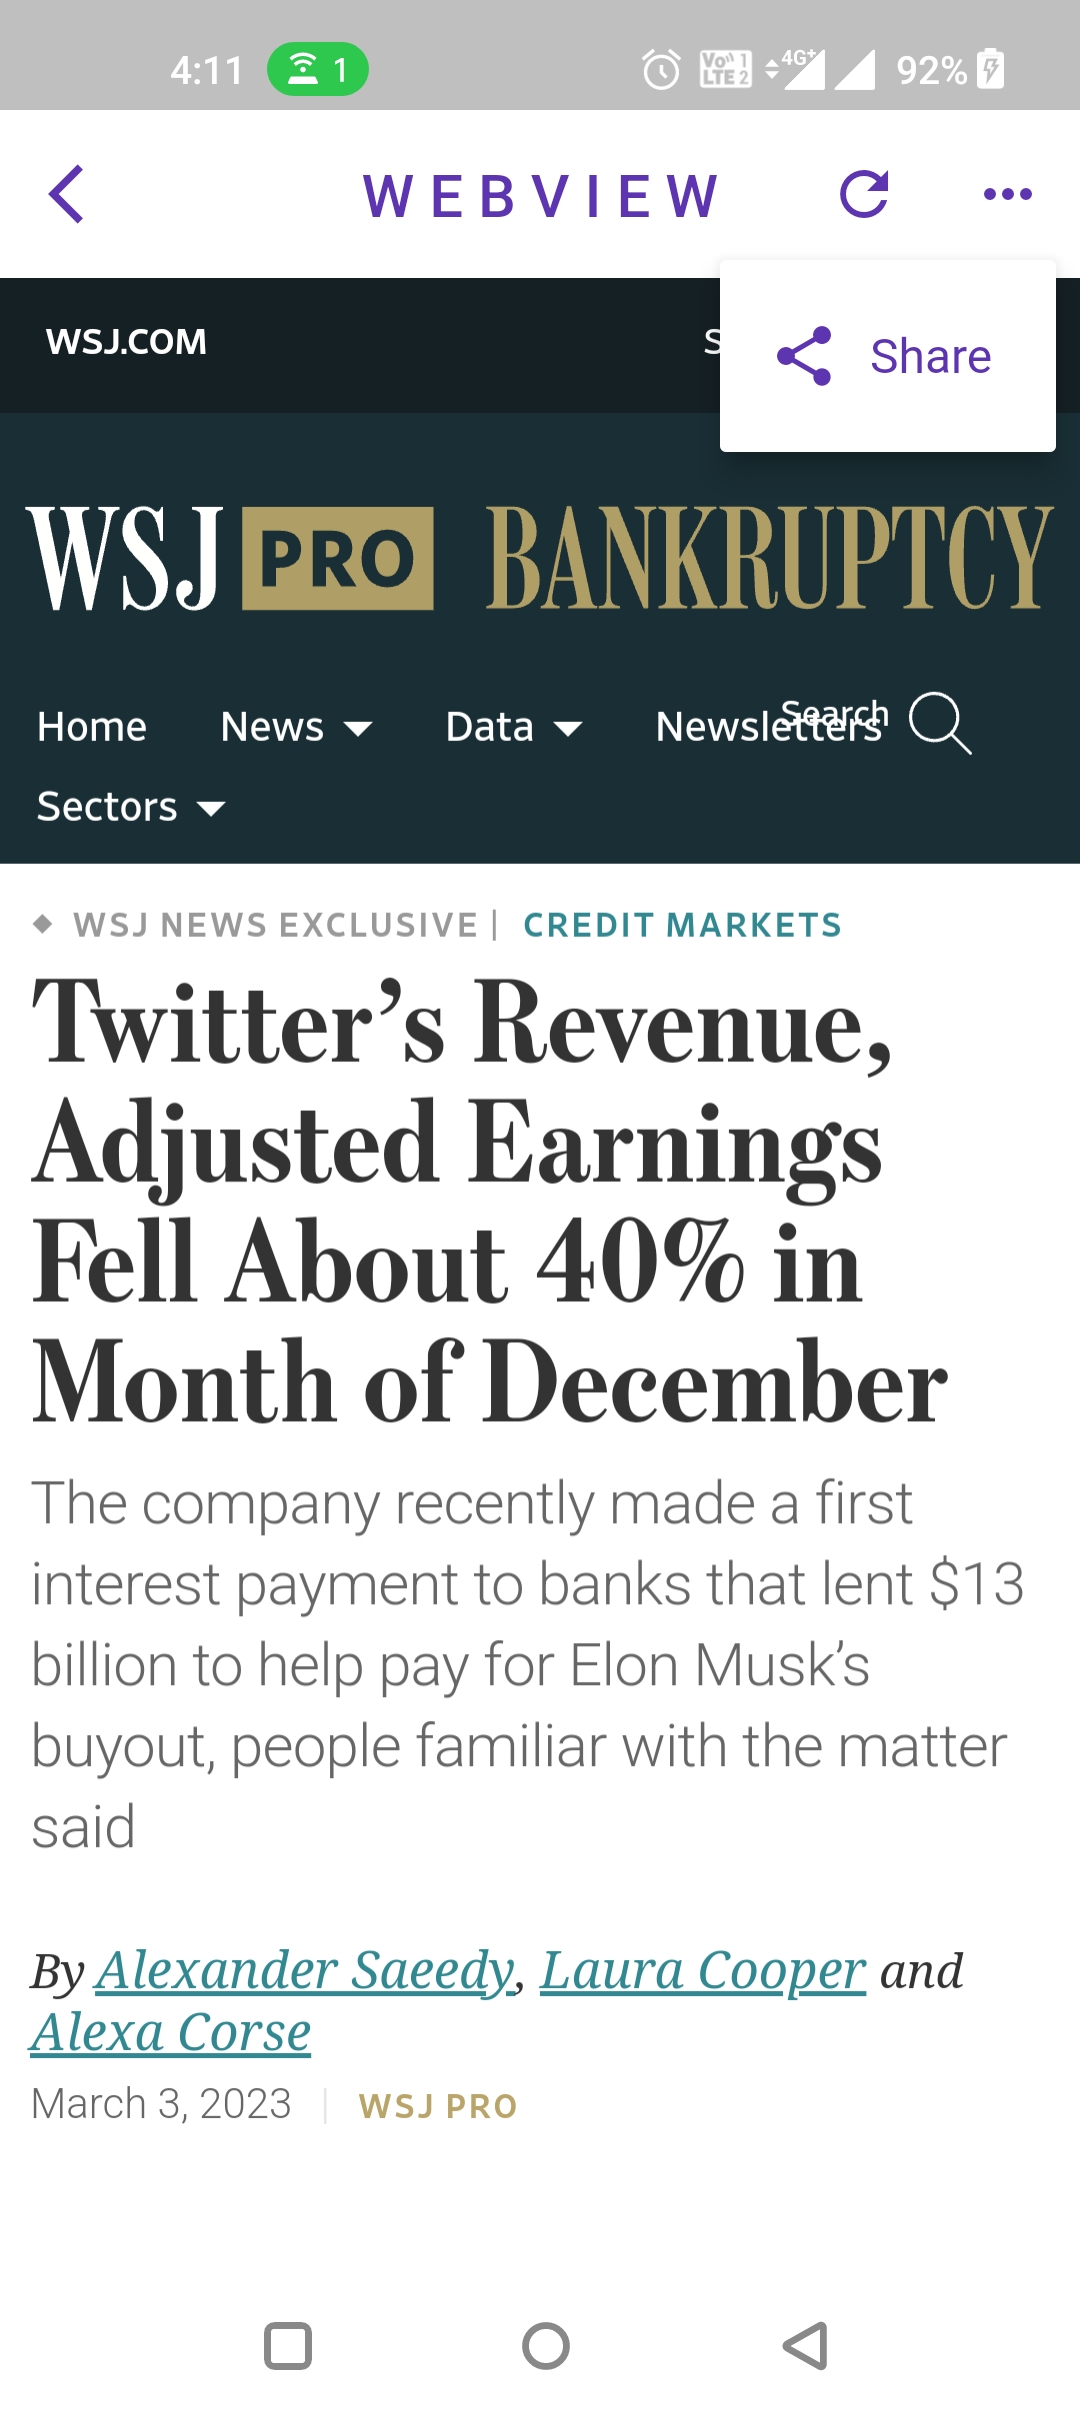 4:11 1 Vo)) 1 LTE 2 4G+ 92%
WEBVIEW
Share
WSJ.COM S
WSJ PRO BANKRUPTCY
Home News Data Newsletters Search
Sectors
WSJ NEWS EXCLUSIVE | CREDIT MARKETS
Twitter’s Revenue,
Adjusted Earnings
Fell About 40% in
Month of December
The company recently made a first
interest payment to banks that lent $13
billion to help pay for Elon Musk’s
buyout, people familiar with the matter
said
By Alexander Saeedy, Laura Cooper and
Alexa Corse
March 3, 2023 | WSJ PRO